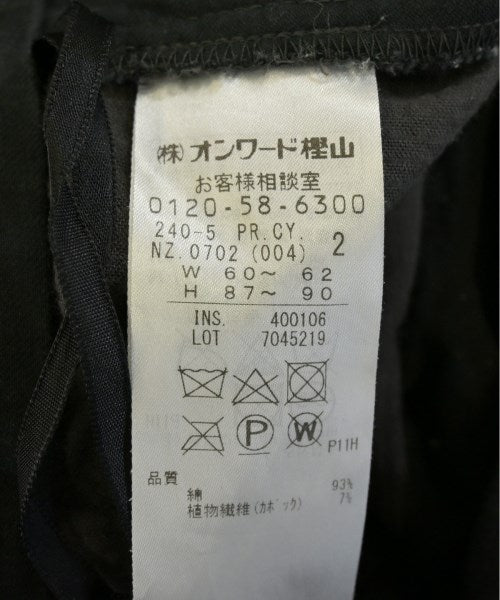 (株)オンワード樫山
お客様相談室
0120-58-6300
240-5 PR.CY.
NZ.0702 (004) 2
W 60～ 62
H 87～ 90
INS. 400106
LOT 7045219
P W P11H
品質
綿 93%
植物繊維(カポック) 7%